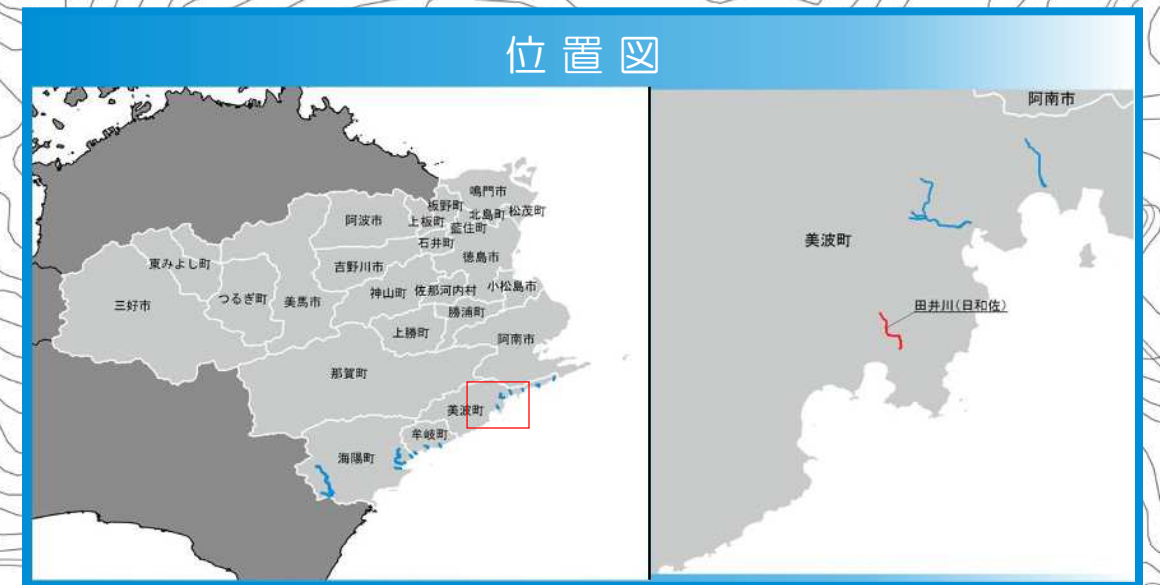 位置図
鳴門市
板野町
北島町
松茂町
阿波市
上板町
藍住町
石井町
徳島市
東みよし町
吉野川市
つるぎ町
美馬市
神山町
佐那河内村
小松島市
三好市
勝浦町
上勝町
阿南市
那賀町
美波町
牟岐町
海陽町
阿南市
美波町
田井川(日和佐)